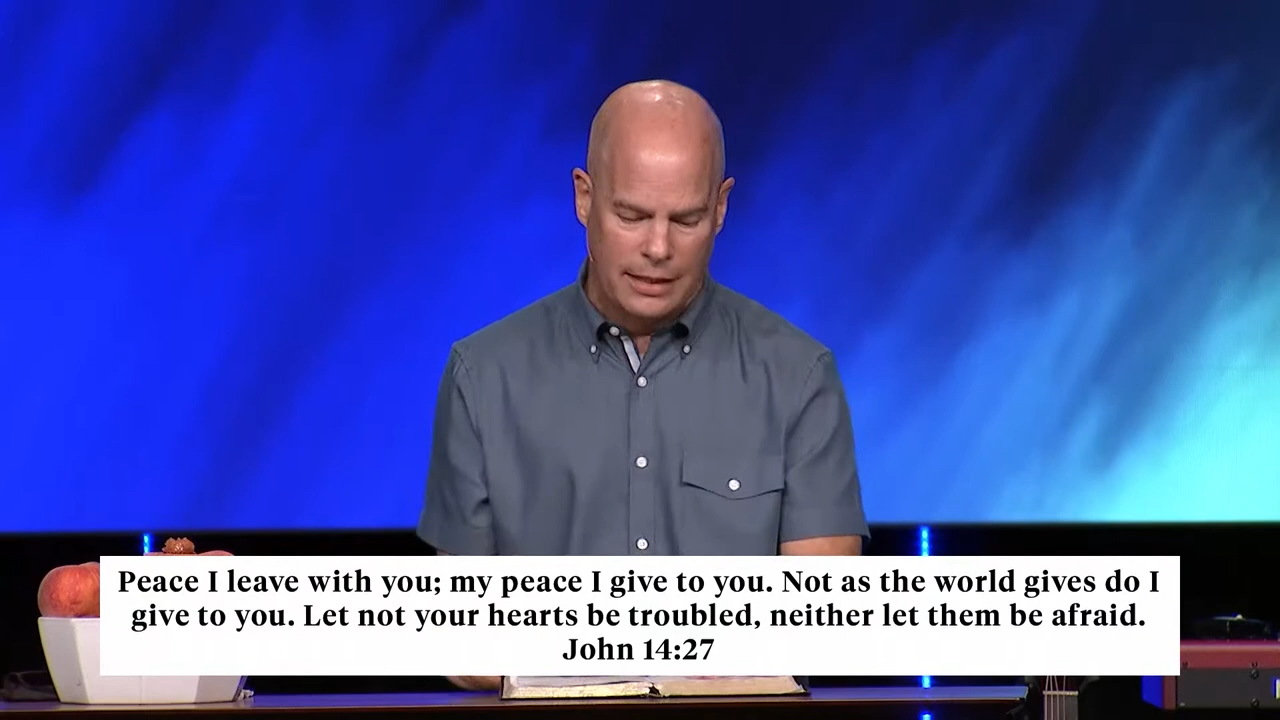 Peace I leave with you; my peace I give to you. Not as the world gives do I
give to you. Let not your hearts be troubled, neither let them be afraid.
John 14:27